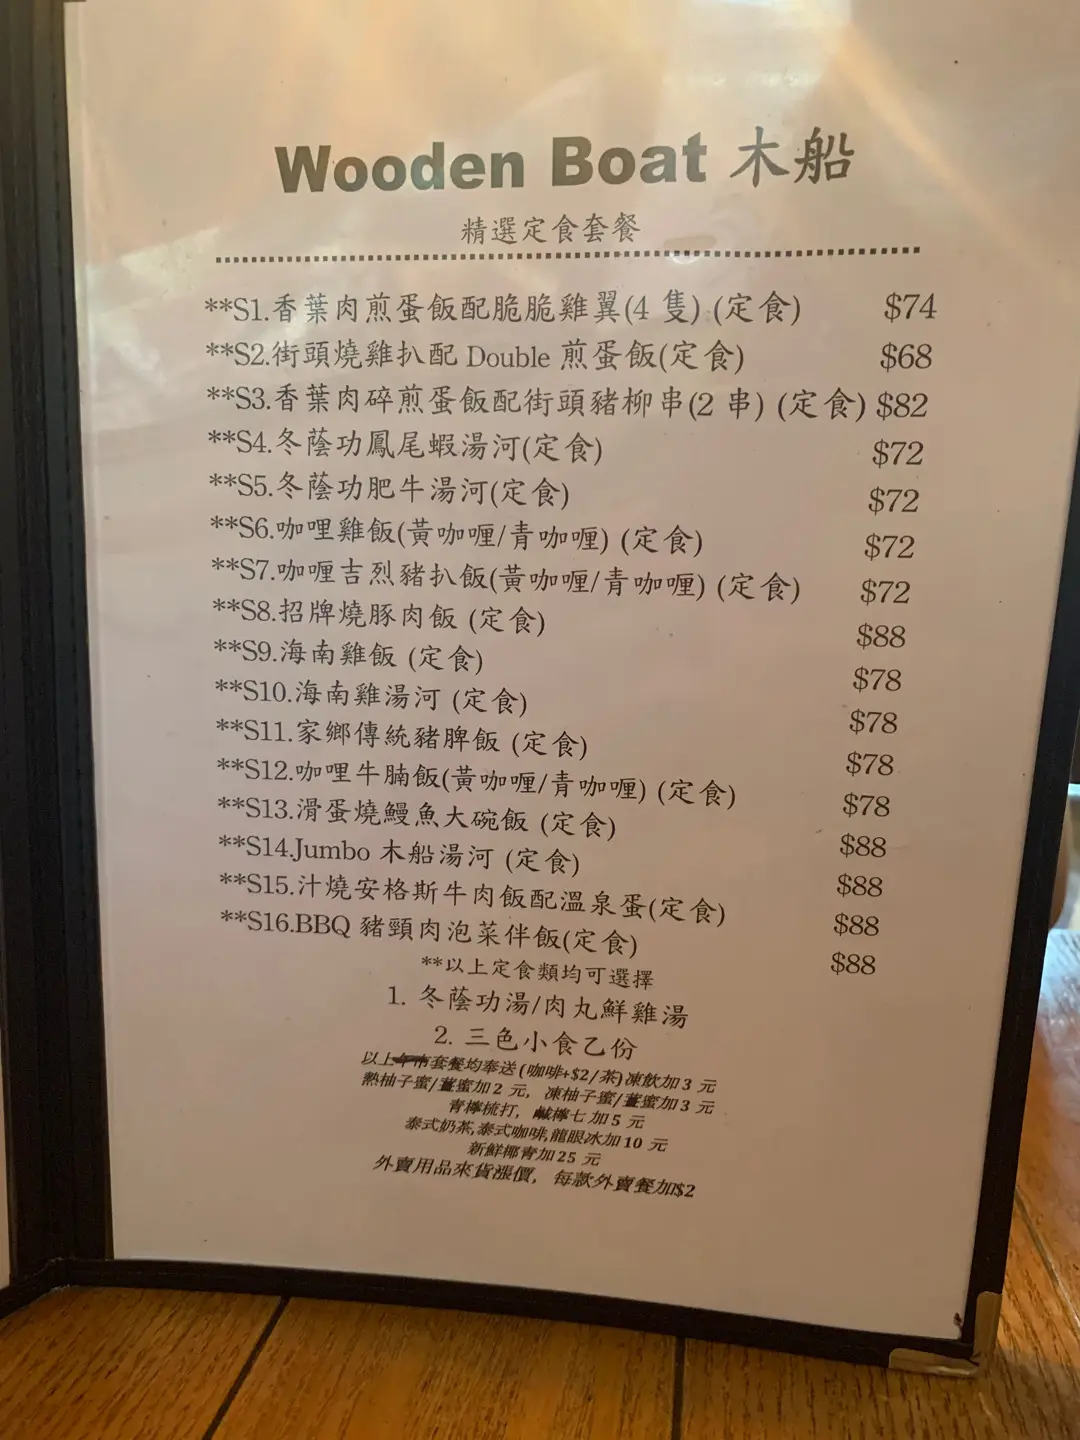 Wooden Boat 木船
精選定食套餐
**S1.香葉肉煎蛋飯配脆脆雞翼(4 隻) (定食) $74
**S2.街頭燒雞扒配 Double 煎蛋飯(定食) $68
**S3.香葉肉碎煎蛋飯配街頭豬柳串(2 串) (定食) $82
**S4.冬蔭功鳳尾蝦湯河(定食) $72
**S5.冬蔭功肥牛湯河(定食) $72
**S6.咖哩雞飯(黃咖喱/青咖喱) (定食) $72
**S7.咖喱吉烈豬扒飯(黃咖喱/青咖喱) (定食) $72
**S8.招牌燒豚肉飯 (定食) $88
**S9.海南雞飯 (定食) $78
**S10.海南雞湯河 (定食) $78
**S11.家鄉傳統豬脾飯 (定食) $78
**S12.咖哩牛腩飯(黃咖喱/青咖喱) (定食) $78
**S13.滑蛋燒鰻魚大碗飯 (定食) $88
**S14.Jumbo 木船湯河 (定食) $88
**S15.汁燒安格斯牛肉飯配溫泉蛋(定食) $88
**S16.BBQ 豬頸肉泡菜伴飯(定食) $88
**以上定食類均可選擇
1. 冬蔭功湯/肉丸鮮雞湯
2. 三色小食乙份
以上午市套餐均奉送 (咖啡+$2/茶)凍飲加 3 元
熱柚子蜜/薑蜜加 2 元, 凍柚子蜜/薑蜜加 3 元
青檸梳打, 鹹檸七 加 5 元
泰式奶茶,泰式咖啡,龍眼冰加 10 元
新鮮椰青加 25 元
外賣用品來貨漲價, 每款外賣餐加$2